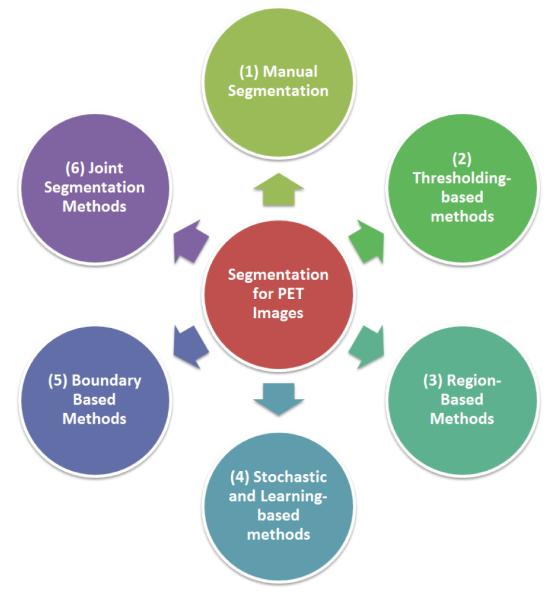 (1) Manual
Segmentation
(2)
Thresholding-
based
methods
(3) Region-
Based
Methods
(4) Stochastic
and Learning-
based
methods
(5) Boundary
Based
Methods
(6) Joint
Segmentation
Methods
Segmentation
for PET
Images